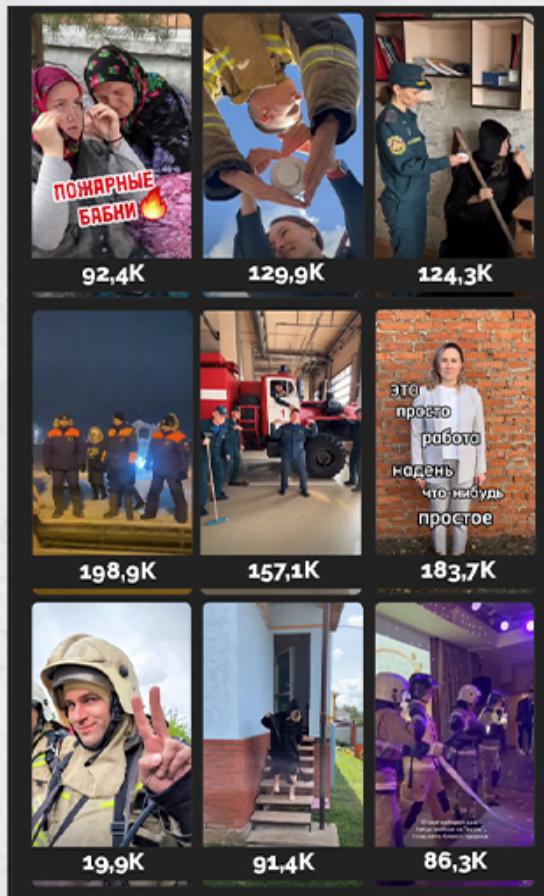 ПОЖАРНЫЕ
БАБКИ
92,4K
129,9K
124,3K
1
ЭТО
просто
работа
надень
что-нибудь
простое
198,9K
157,1K
183,7K
19,9K
91,4K
86,3K